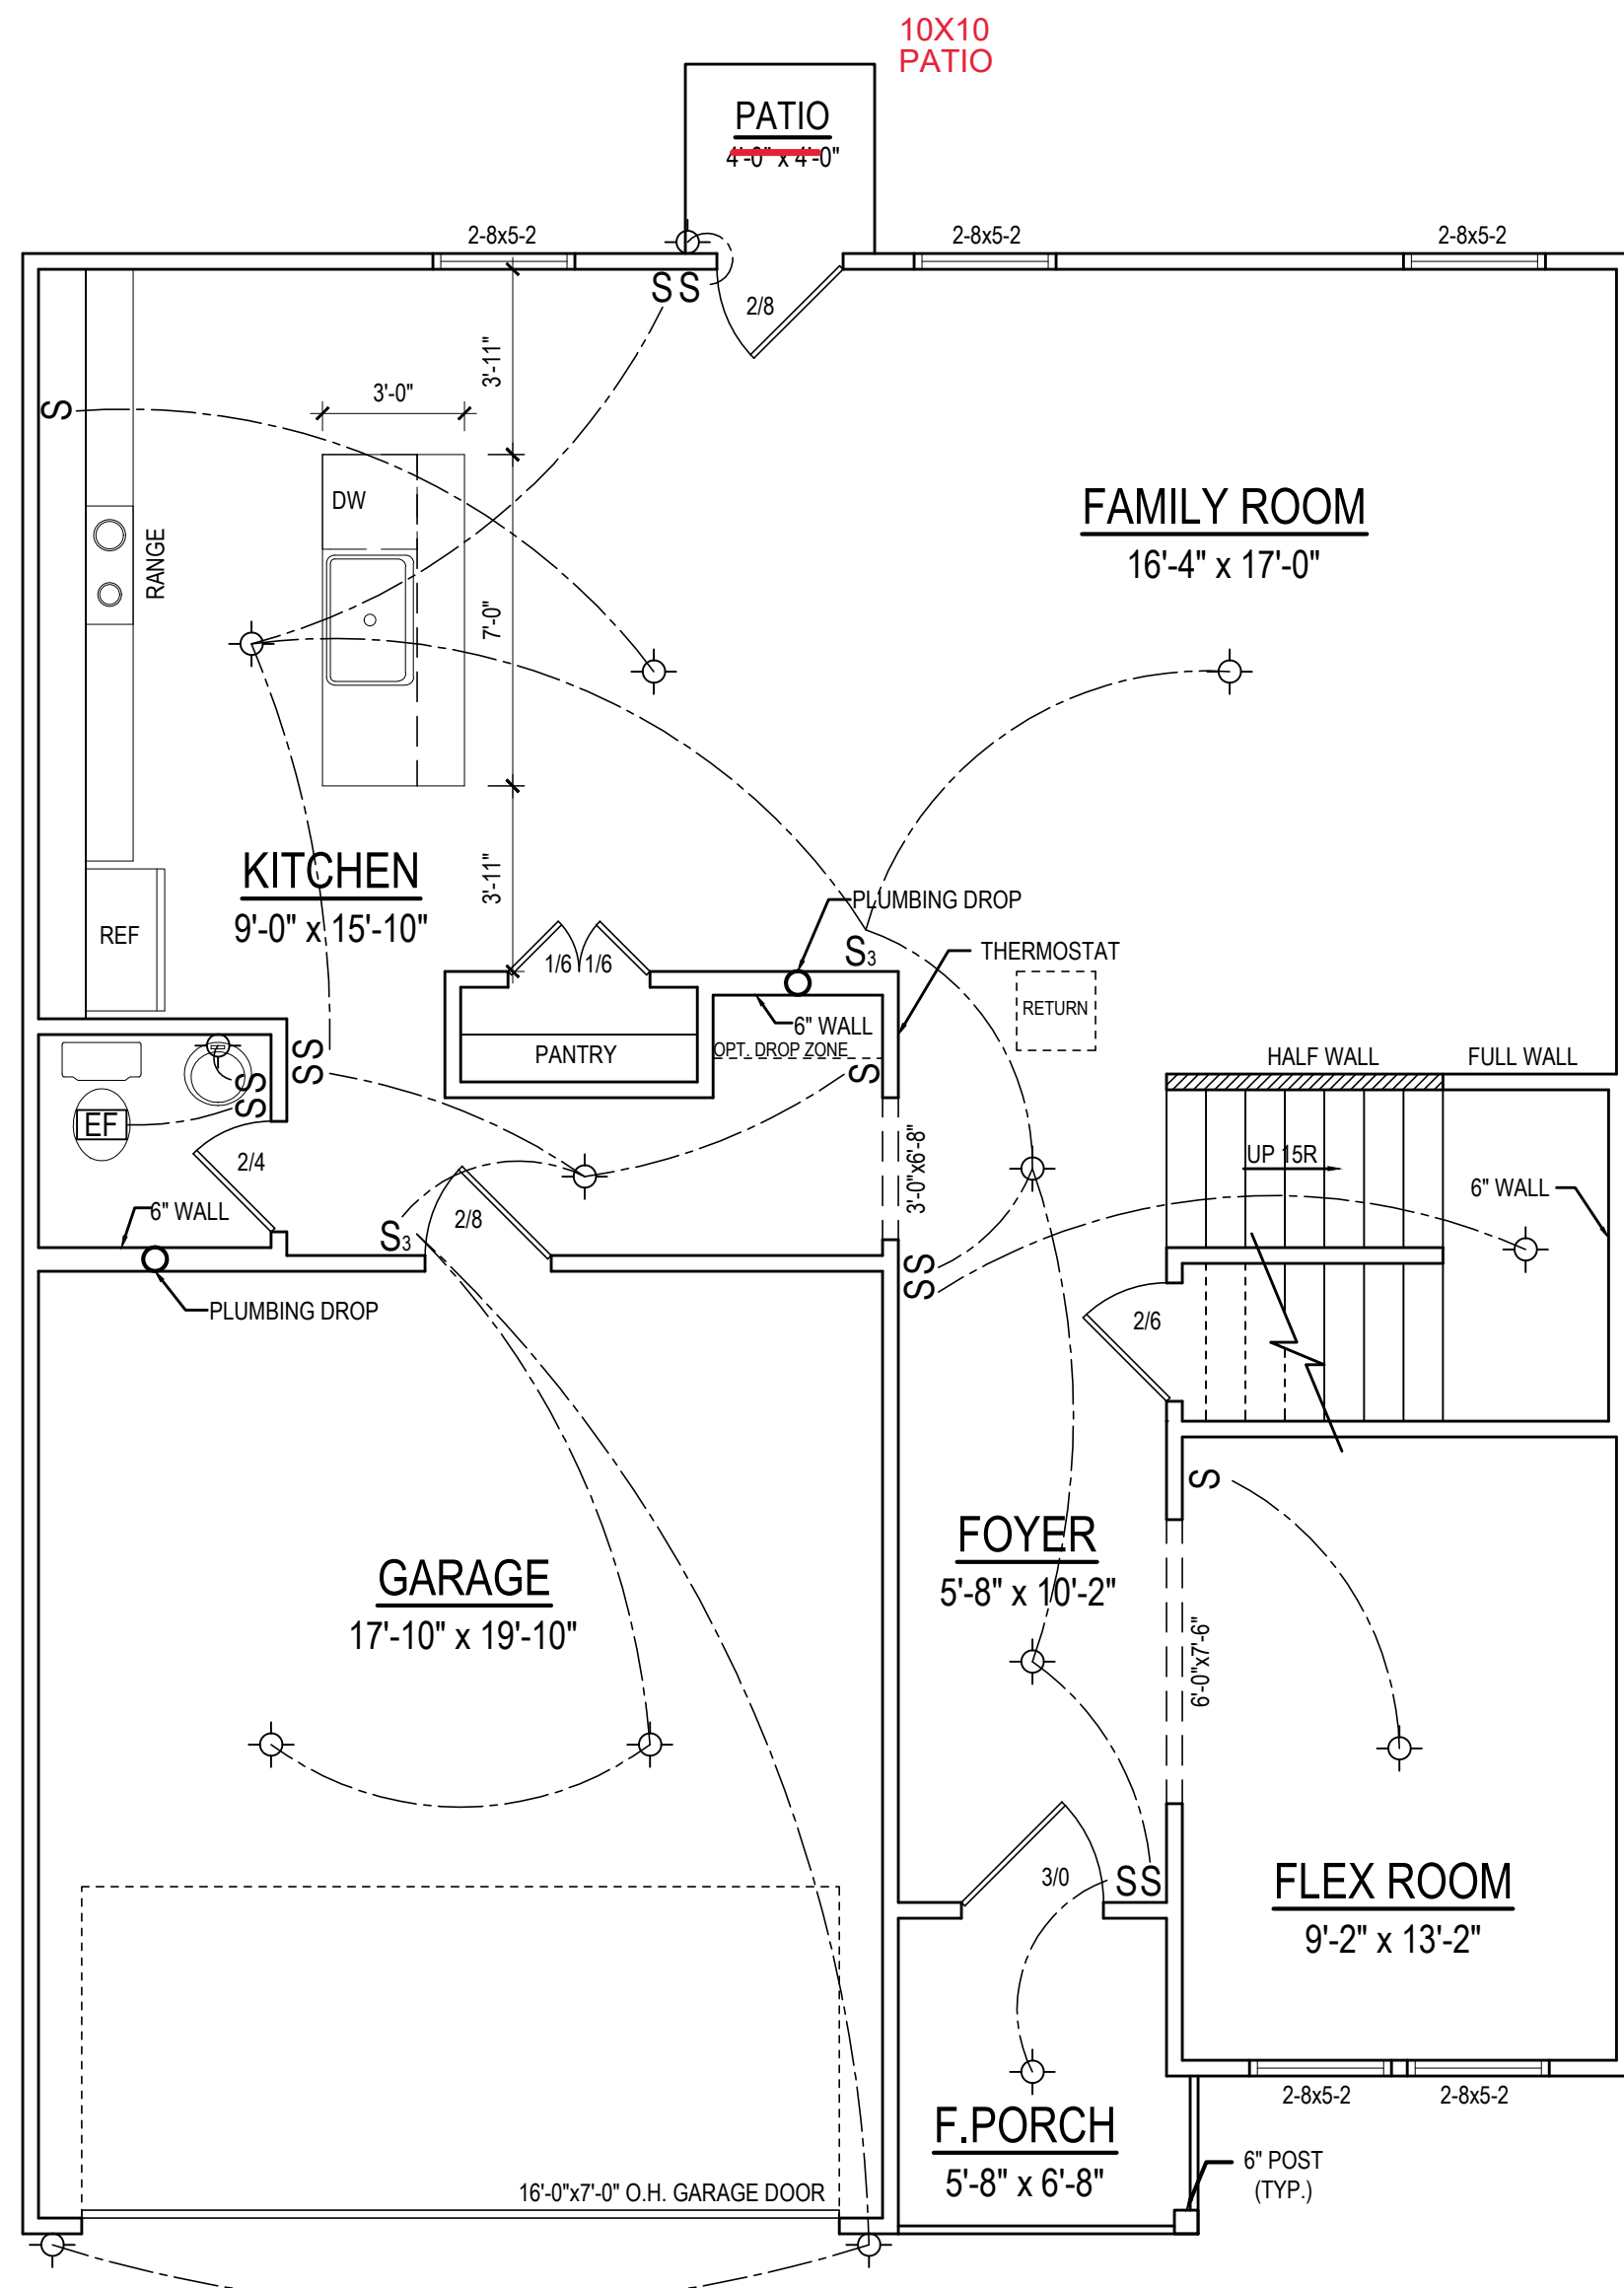 10X10
PATIO
PATIO
4'-0" x 4'-0"
2-8x5-2
2-8x5-2
2-8x5-2
SS
2/8
3'-11"
3'-0"
S
DW
RANGE
7'-0"
FAMILY ROOM
16'-4" x 17'-0"
KITCHEN
9'-0" x 15'-10"
3'-11"
REF
PLUMBING DROP
S3
THERMOSTAT
1/6
1/6
RETURN
6" WALL
PANTRY
OPT. DROP ZONE
S
HALF WALL
FULL WALL
SS
SS
EF
2/4
3'-0"x6'-8"
UP 15R
6" WALL
6" WALL
2/8
S3
SS
PLUMBING DROP
2/6
S
FOYER
5'-8" x 10'-2"
GARAGE
17'-10" x 19'-10"
6'-0"x7'-6"
3/0
SS
FLEX ROOM
9'-2" x 13'-2"
2-8x5-2
2-8x5-2
F.PORCH
5'-8" x 6'-8"
6" POST
(TYP.)
16'-0"x7'-0" O.H. GARAGE DOOR